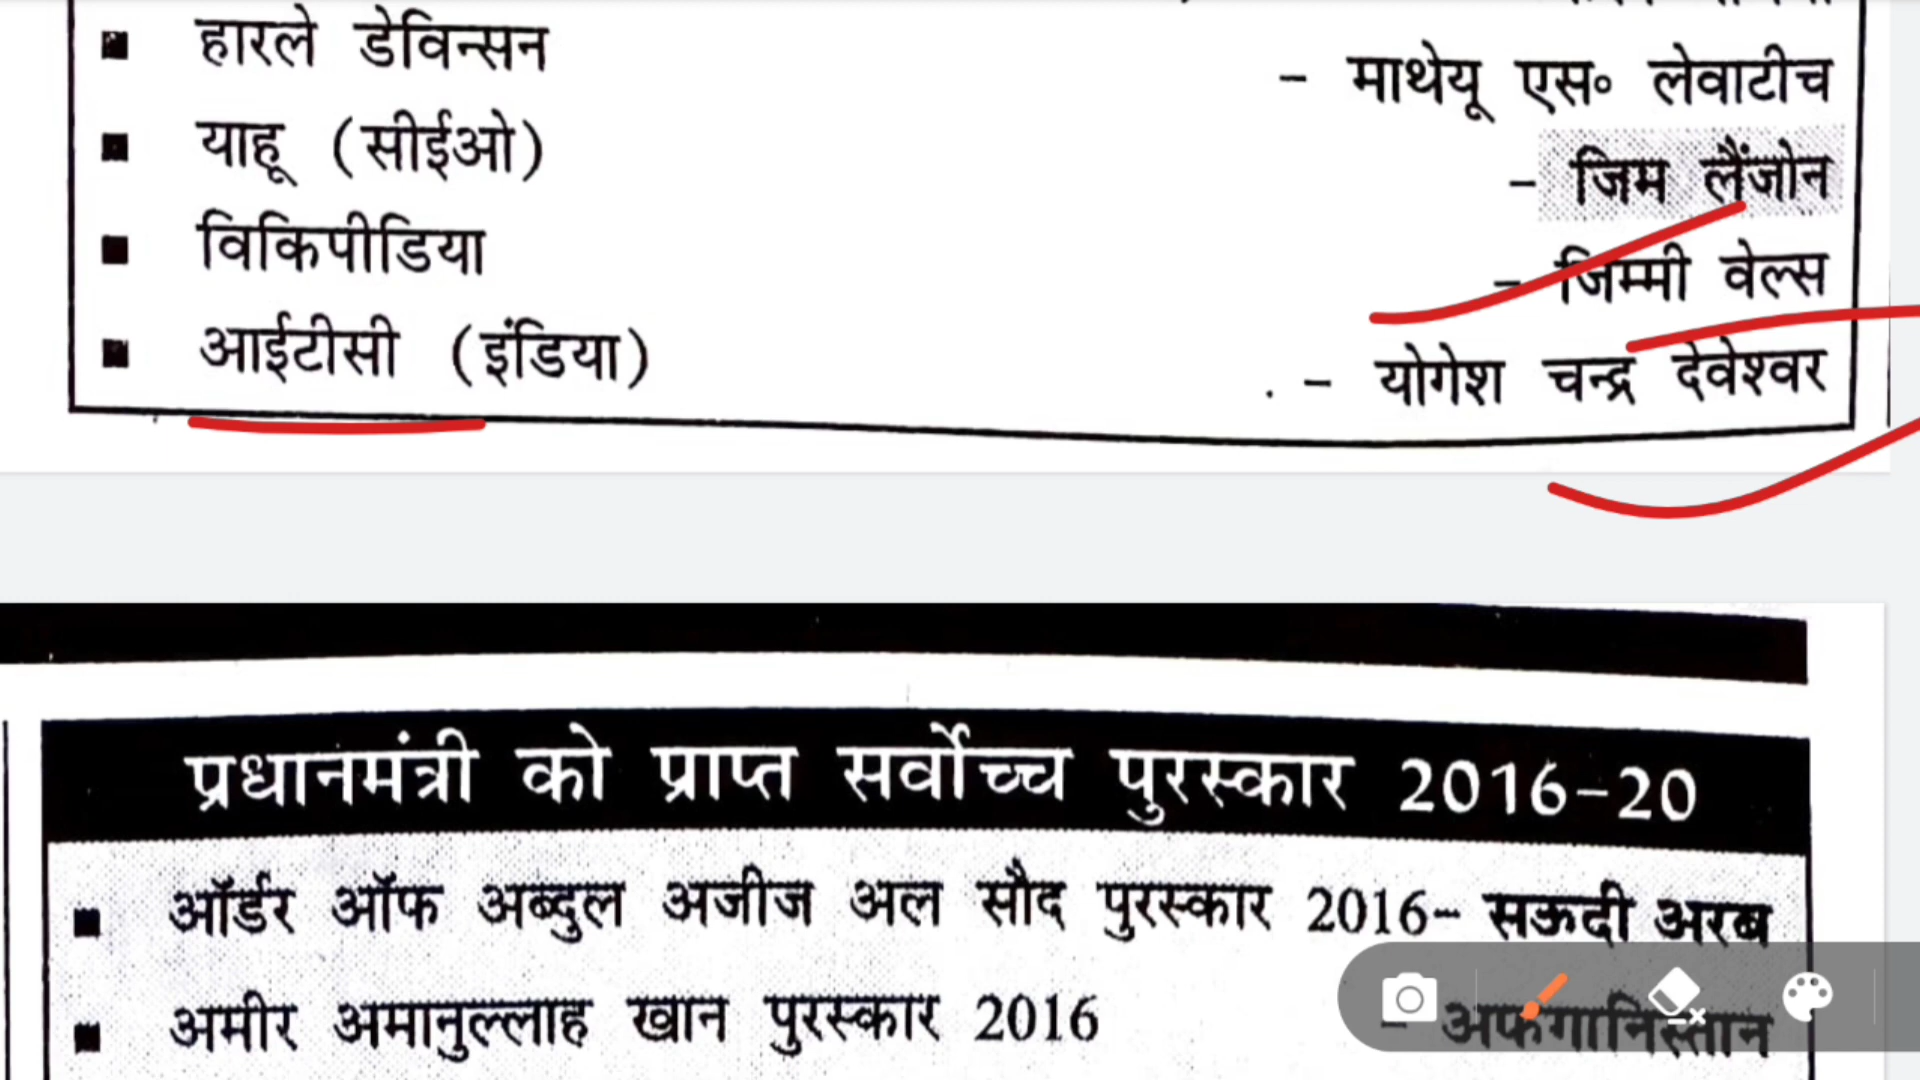 हारले डेविन्सन - माथेयू एस॰ लेवाटीच
याहू (सीईओ) - जिम लैंजोन
विकिपीडिया - जिम्मी वेल्स
आईटीसी (इंडिया) - योगेश चन्द्र देवेश्वर
प्रधानमंत्री को प्राप्त सर्वोच्च पुरस्कार 2016-20
ऑर्डर ऑफ अब्दुल अजीज अल सौद पुरस्कार 2016- सऊदी अरब
अमीर अमानुल्लाह खान पुरस्कार 2016 - अफगानिस्तान